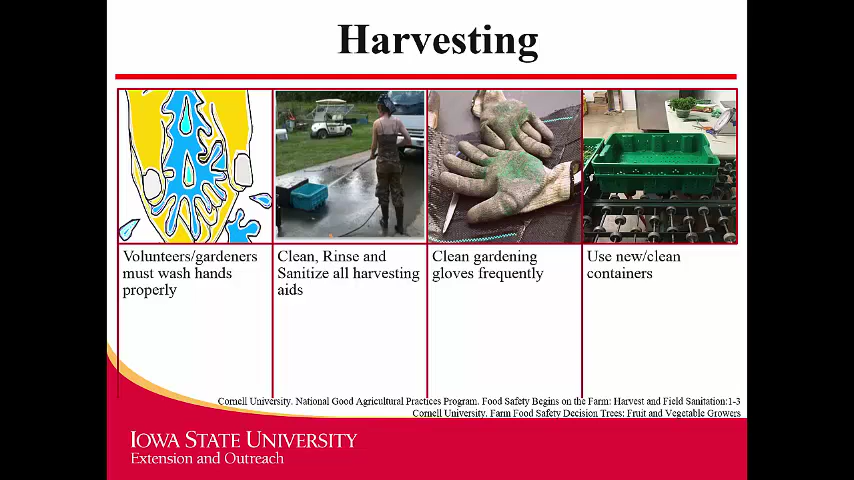 Harvesting
Volunteers/gardeners
must wash hands
properly
Clean, Rinse and
Sanitize all harvesting
aids
Clean gardening
gloves frequently
Use new/clean
containers
Cornell University. National Good Agricultural Practices Program. Food Safety Begins on the Farm: Harvest and Field Sanitation:1-3
Cornell University. Farm Food Safety Decision Trees: Fruit and Vegetable Growers
IOWA STATE UNIVERSITY
Extension and Outreach